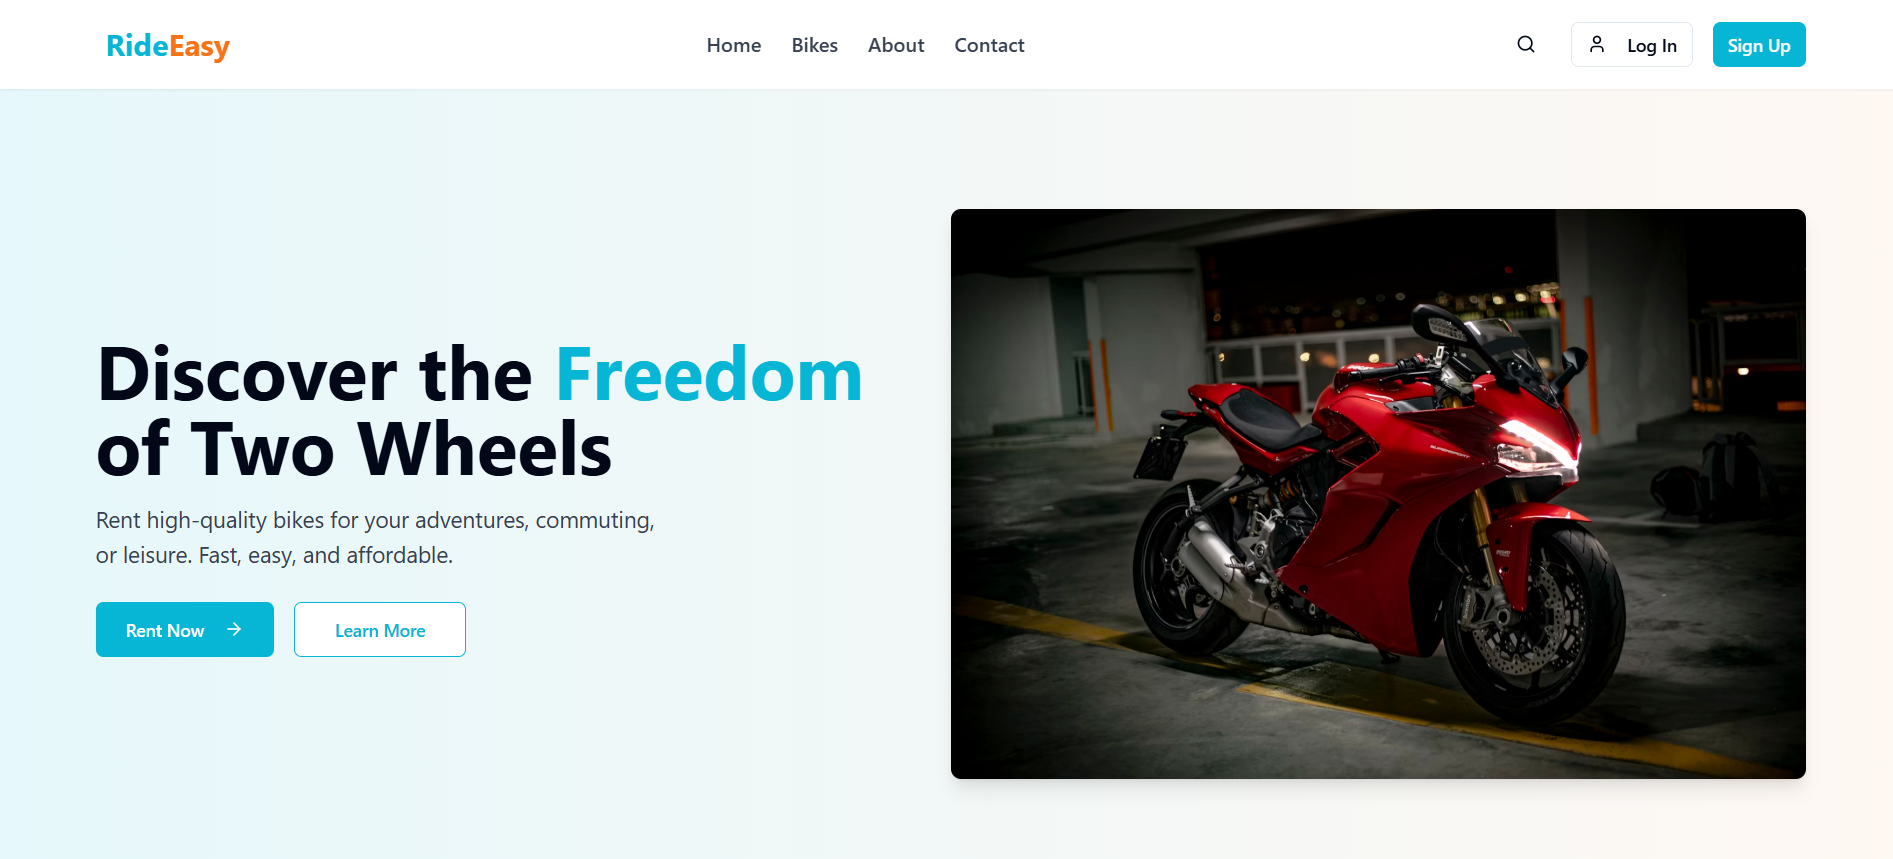 RideEasy
Home
Bikes
About
Contact
Log In
Sign Up
Discover the Freedom
of Two Wheels
Rent high-quality bikes for your adventures, commuting,
or leisure. Fast, easy, and affordable.
Rent Now
Learn More
SUPERSPORT